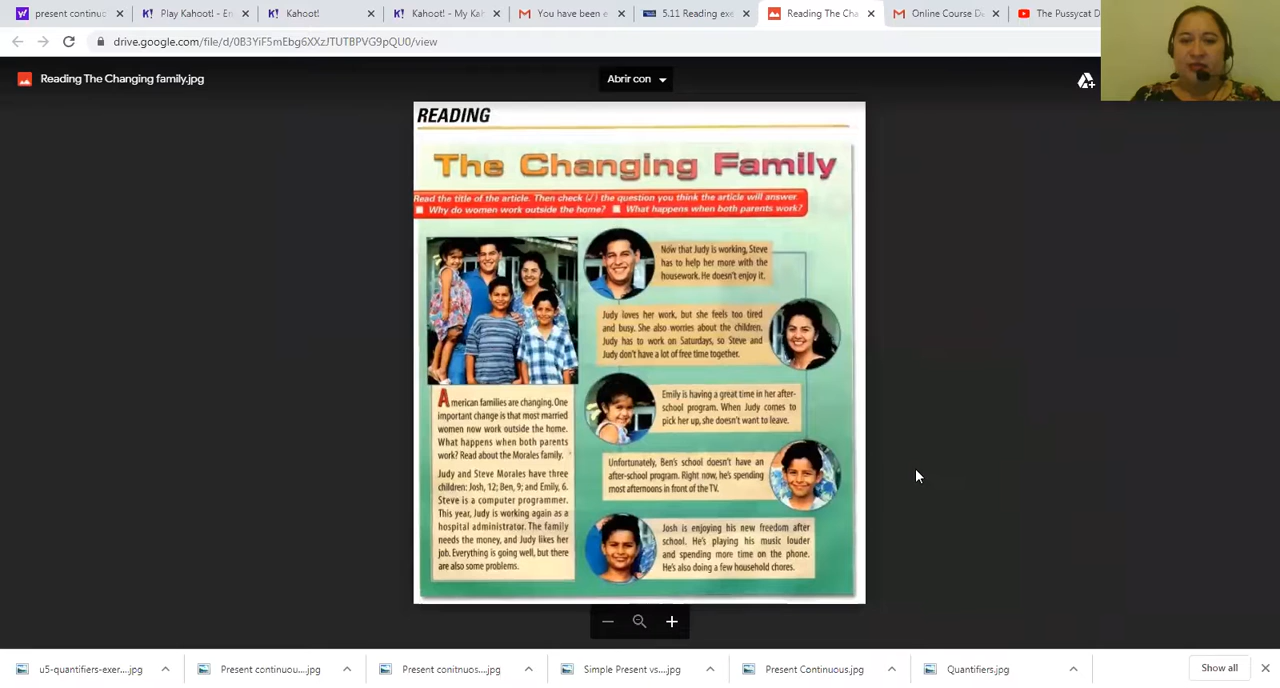 present continuo
Play Kahoot! - En
Kahoot!
Kahoot! - My Kah
You have been e
5.11 Reading exe
Reading The Cha
Online Course De
The Pussycat D
drive.google.com/file/d/0B3YiF5mEbg6XXzJTUTBPVG9pQU0/view
Reading The Changing family.jpg
Abrir con
READING
The Changing Family
Read the title of the article. Then check (√) the question you think the article will answer.
Why do women work outside the home? What happens when both parents work?
American families are changing. One
important change is that most married
women now work outside the home.
What happens when both parents
work? Read about the Morales family.
Judy and Steve Morales have three
children: Josh, 12; Ben, 9; and Emily, 6.
Steve is a computer programmer.
This year, Judy is working again as a
hospital administrator. The family
needs the money, and Judy likes her
job. Everything is going well, but there
are also some problems.
Now that Judy is working, Steve
has to help her more with the
housework. He doesn't enjoy it.
Judy loves her work, but she feels too tired
and busy. She also worries about the children.
Judy has to work on Saturdays, so Steve and
Judy don't have a lot of free time together.
Emily is having a great time in her after-
school program. When Judy comes to
pick her up, she doesn't want to leave.
Unfortunately, Ben's school doesn't have an
after-school program. Right now, he's spending
most afternoons in front of the TV.
Josh is enjoying his new freedom after
school. He's playing his music louder
and spending more time on the phone.
He's also doing a few household chores.
u5-quantifiers-exer....jpg
Present continuou....jpg
Present conitnuos....jpg
Simple Present vs....jpg
Present Continuous.jpg
Quantifiers.jpg
Show all